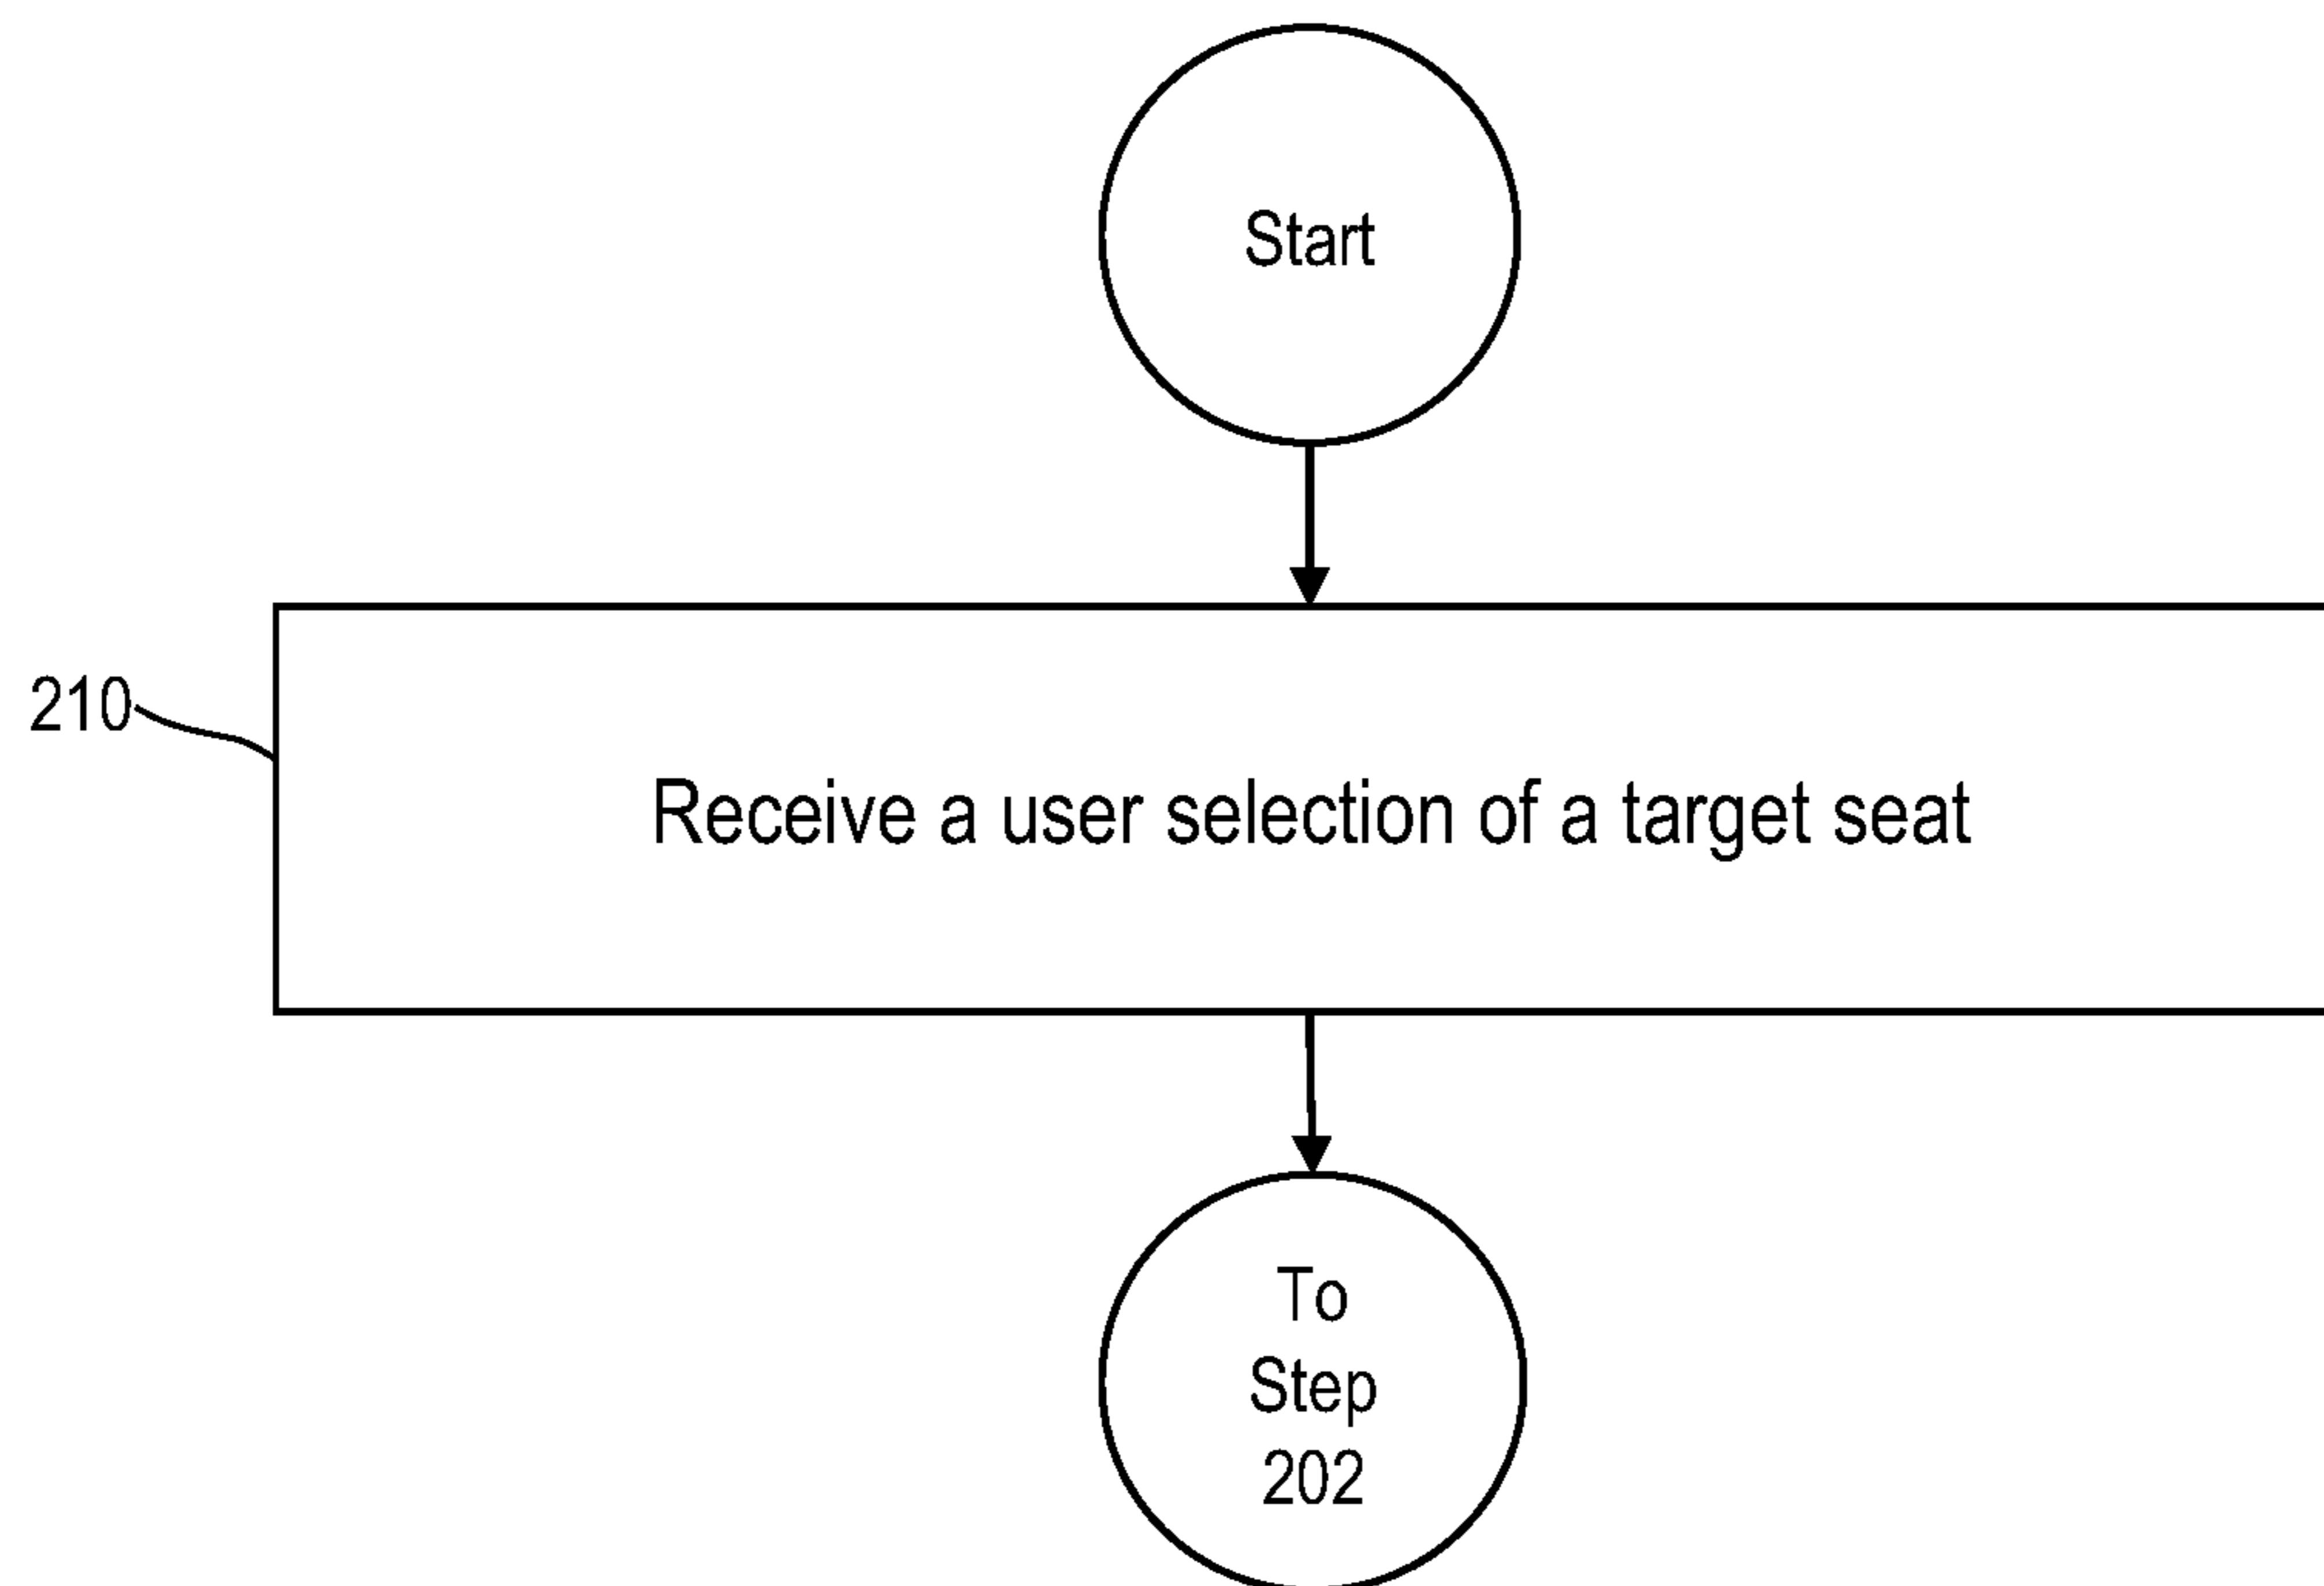 Start
210
Receive a user selection of a target seat
To
Step
202